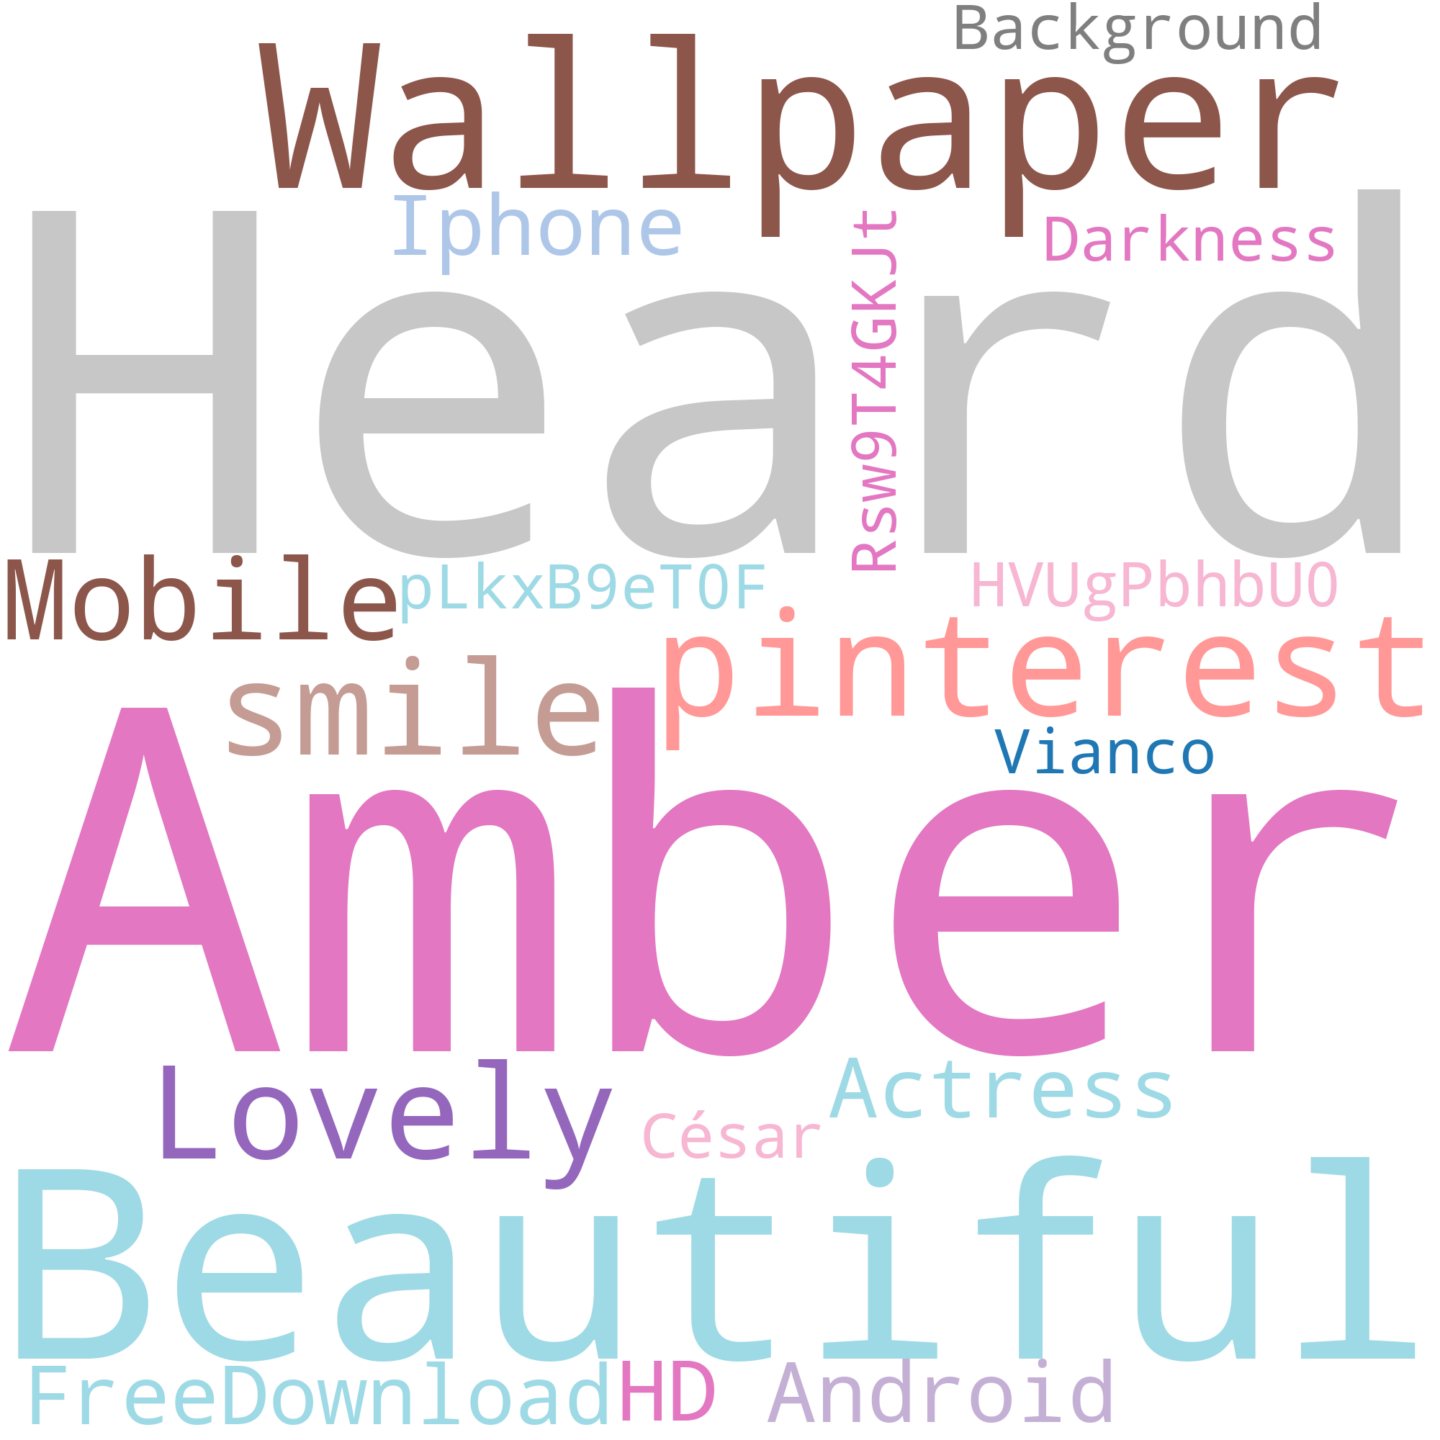 Background
Wallpaper
Iphone
Darkness
Rsw9T4GKJt
Heard
Mobile
pLkxB9eT0F
HVUgPbhbU0
pinterest
smile
Vianco
Amber
Lovely
Actress
César
Beautiful
FreeDownload
HD
Android